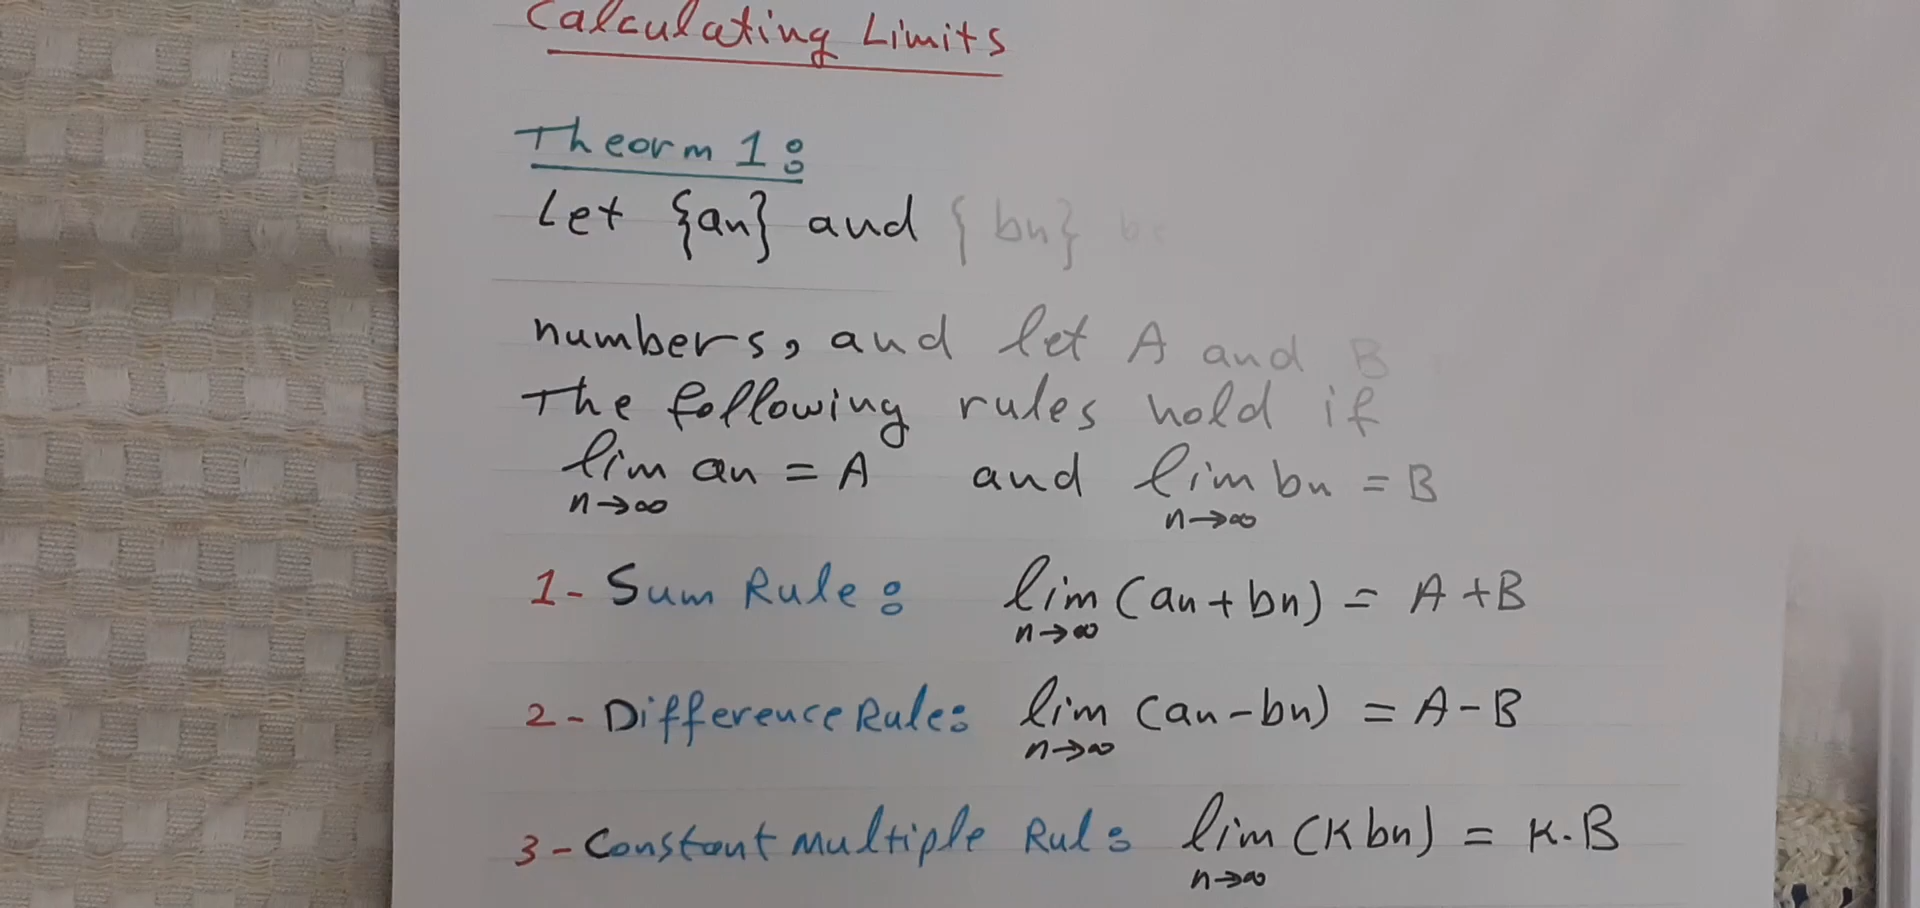 Calculating Limits
Theorm 1:
Let {an} and {bn} be
numbers, and let A and B
The following rules hold if
lim an = A and lim bn = B
n→∞ n→∞
1- Sum Rule: lim (an + bn) = A + B
n→∞
2- Difference Rule: lim (an - bn) = A - B
n→∞
3- Constant Multiple Rul: lim (K bn) = K. B
n→∞